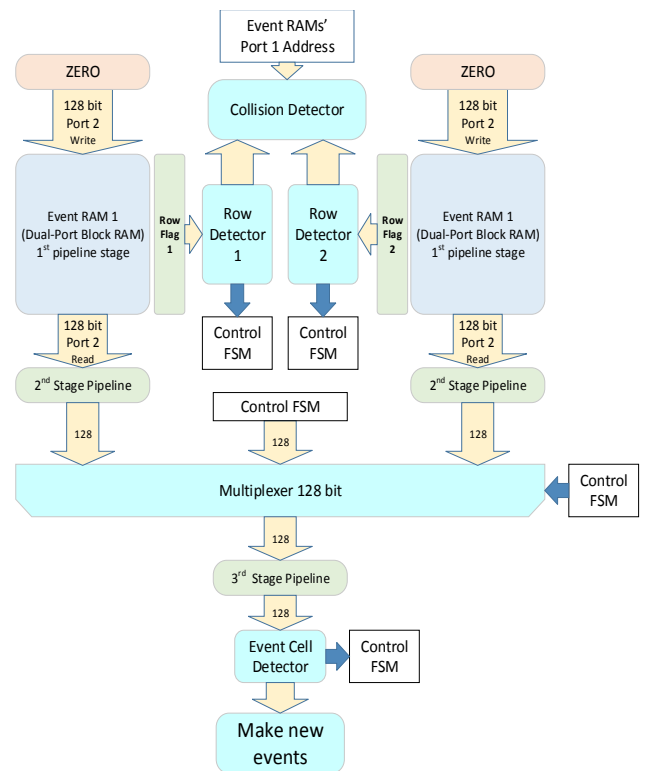 Event RAMs'
Port 1 Address
ZERO
ZERO
128 bit
Port 2
Write
Collision Detector
128 bit
Port 2
Write
Event RAM 1
(Dual-Port Block RAM)
1st pipeline stage
Row
Flag
1
Row
Detector
1
Row
Detector
2
Row
Flag
2
Event RAM 1
(Dual-Port Block RAM)
1st pipeline stage
128 bit
Port 2
Read
Control
FSM
Control
FSM
128 bit
Port 2
Read
2nd Stage Pipeline
2nd Stage Pipeline
Control FSM
128
128
128
Multiplexer 128 bit
Control
FSM
128
3rd Stage Pipeline
128
Event Cell
Detector
Control
FSM
Make new
events